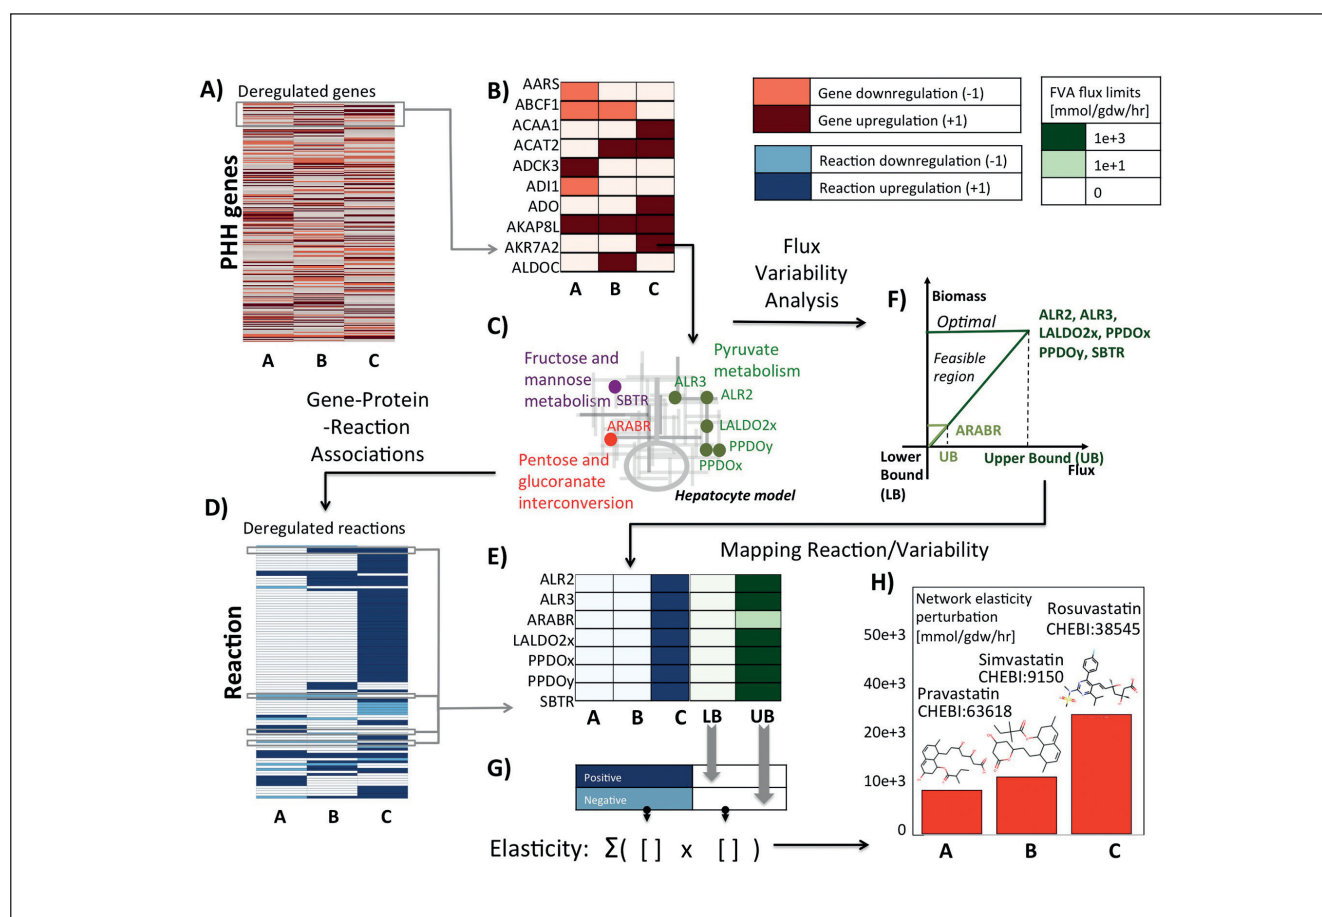 A)
Deregulated genes
PHH genes
A B C
B)
AARS
ABCF1
ACAA1
ACAT2
ADCK3
ADI1
ADO
AKAP8L
AKR7A2
ALDOC
A B C
Gene downregulation (-1)
Gene upregulation (+1)
Reaction downregulation (-1)
Reaction upregulation (+1)
FVA flux limits
[mmol/gdw/hr]
1e+3
1e+1
0
Flux
Variability
Analysis
C)
Fructose and
mannose
metabolism
SBTR
Pyruvate
metabolism
ALR3
ALR2
ARABR
LALDO2x
PPDOy
PPDOx
Pentose and
glucoranate
interconversion
Hepatocyte model
Gene-Protein
-Reaction
Associations
F)
Biomass
Optimal
Feasible
region
ALR2, ALR3,
LALDO2x, PPDOx
PPDOy, SBTR
ARABR
Lower
Bound
(LB)
UB
Upper Bound (UB)
Flux
D)
Deregulated reactions
Reaction
A B C
Mapping Reaction/Variability
E)
ALR2
ALR3
ARABR
LALDO2x
PPDOx
PPDOy
SBTR
A B C LB UB
G)
Positive
Negative
Elasticity: Σ( [ ] x [ ] )
H)
Network elasticity
perturbation
[mmol/gdw/hr]
Rosuvastatin
CHEBI:38545
Simvastatin
CHEBI:9150
Pravastatin
CHEBI:63618
50e+3
40e+3
20e+3
10e+3
0
A B C